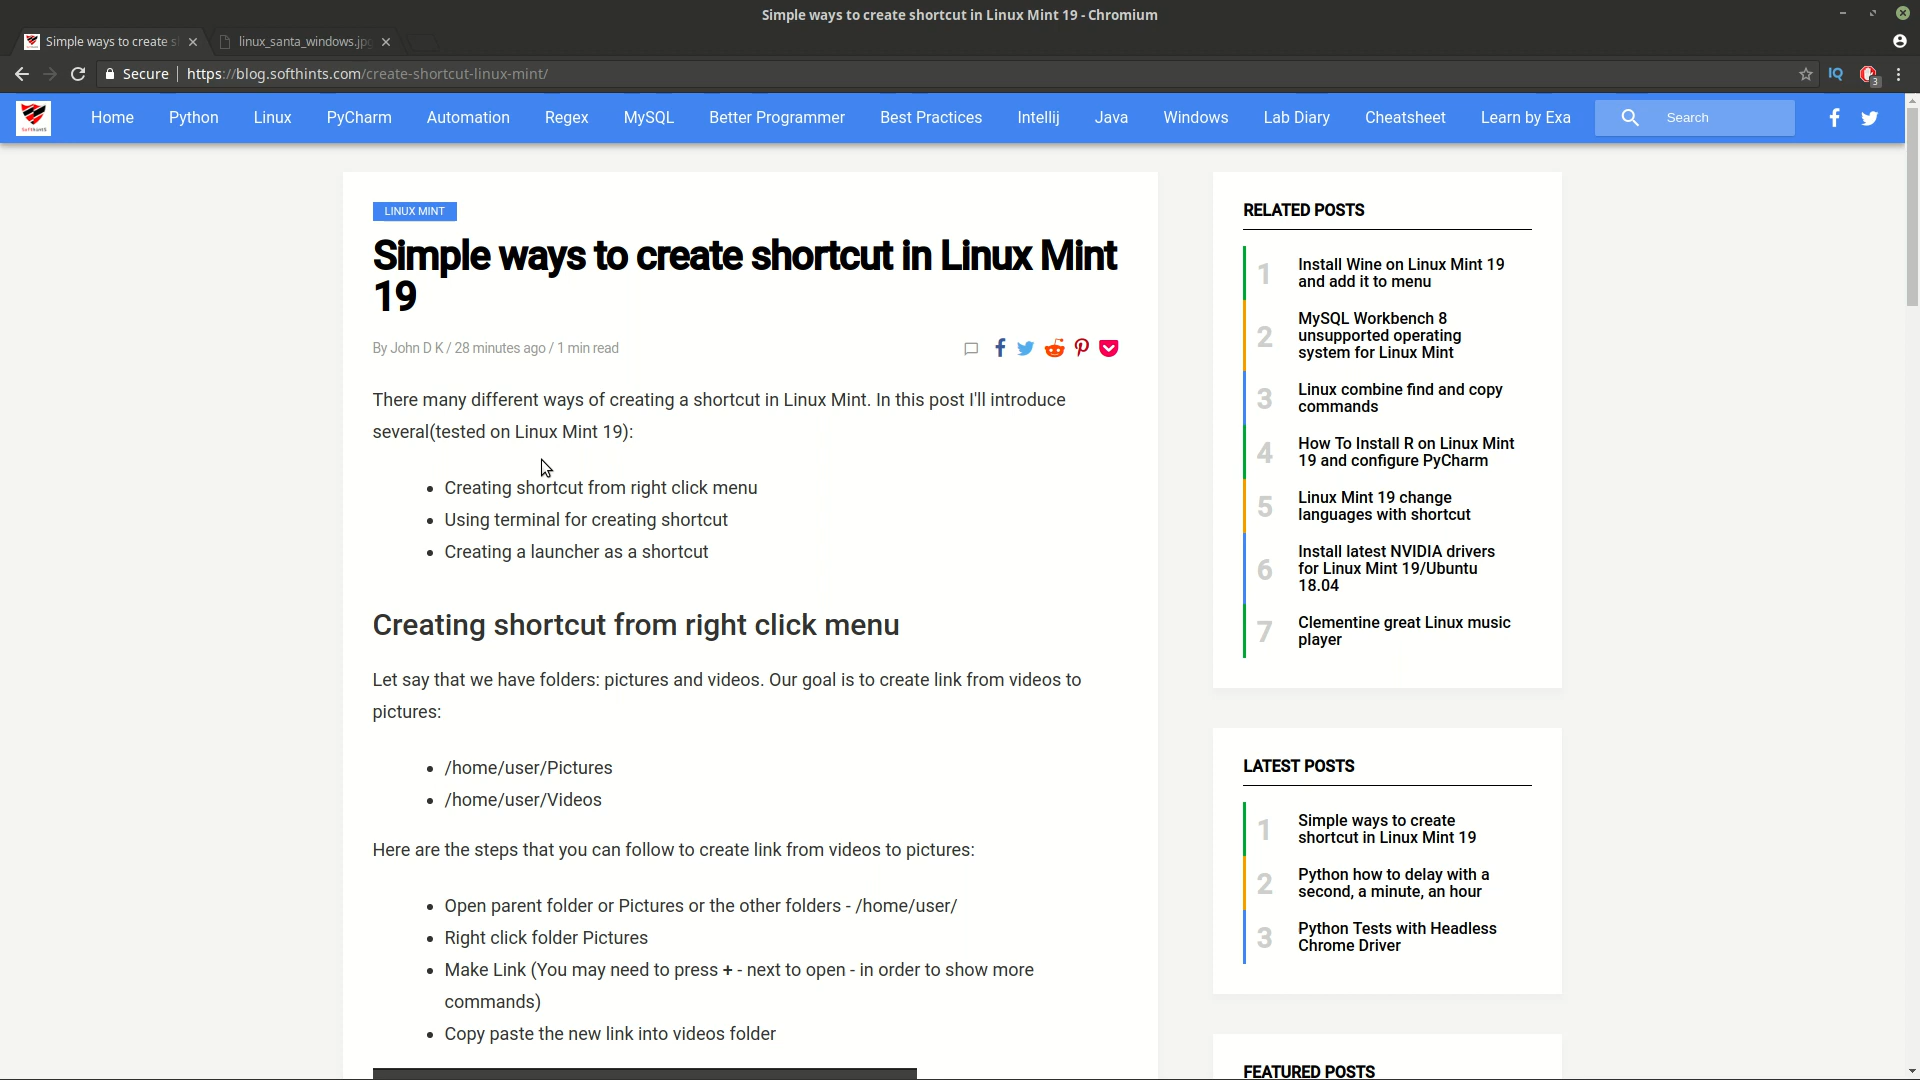 Simple ways to create shortcut in Linux Mint 19 - Chromium
Simple ways to create s
linux_santa_windows.jp
Secure
https://blog.softhints.com/create-shortcut-linux-mint/
IQ
3
Home
Python
Linux
PyCharm
Automation
Regex
MySQL
Better Programmer
Best Practices
Intellij
Java
Windows
Lab Diary
Cheatsheet
Learn by Exa
Search
LINUX MINT
Simple ways to create shortcut in Linux Mint
19
By John D K / 28 minutes ago / 1 min read
There many different ways of creating a shortcut in Linux Mint. In this post I'll introduce
several(tested on Linux Mint 19):
• Creating shortcut from right click menu
• Using terminal for creating shortcut
• Creating a launcher as a shortcut
Creating shortcut from right click menu
Let say that we have folders: pictures and videos. Our goal is to create link from videos to
pictures:
• /home/user/Pictures
• /home/user/Videos
Here are the steps that you can follow to create link from videos to pictures:
• Open parent folder or Pictures or the other folders - /home/user/
• Right click folder Pictures
• Make Link (You may need to press + - next to open - in order to show more
commands)
• Copy paste the new link into videos folder
RELATED POSTS
1
Install Wine on Linux Mint 19
and add it to menu
2
MySQL Workbench 8
unsupported operating
system for Linux Mint
3
Linux combine find and copy
commands
4
How To Install R on Linux Mint
19 and configure PyCharm
5
Linux Mint 19 change
languages with shortcut
6
Install latest NVIDIA drivers
for Linux Mint 19/Ubuntu
18.04
7
Clementine great Linux music
player
LATEST POSTS
1
Simple ways to create
shortcut in Linux Mint 19
2
Python how to delay with a
second, a minute, an hour
3
Python Tests with Headless
Chrome Driver
FEATURED POSTS